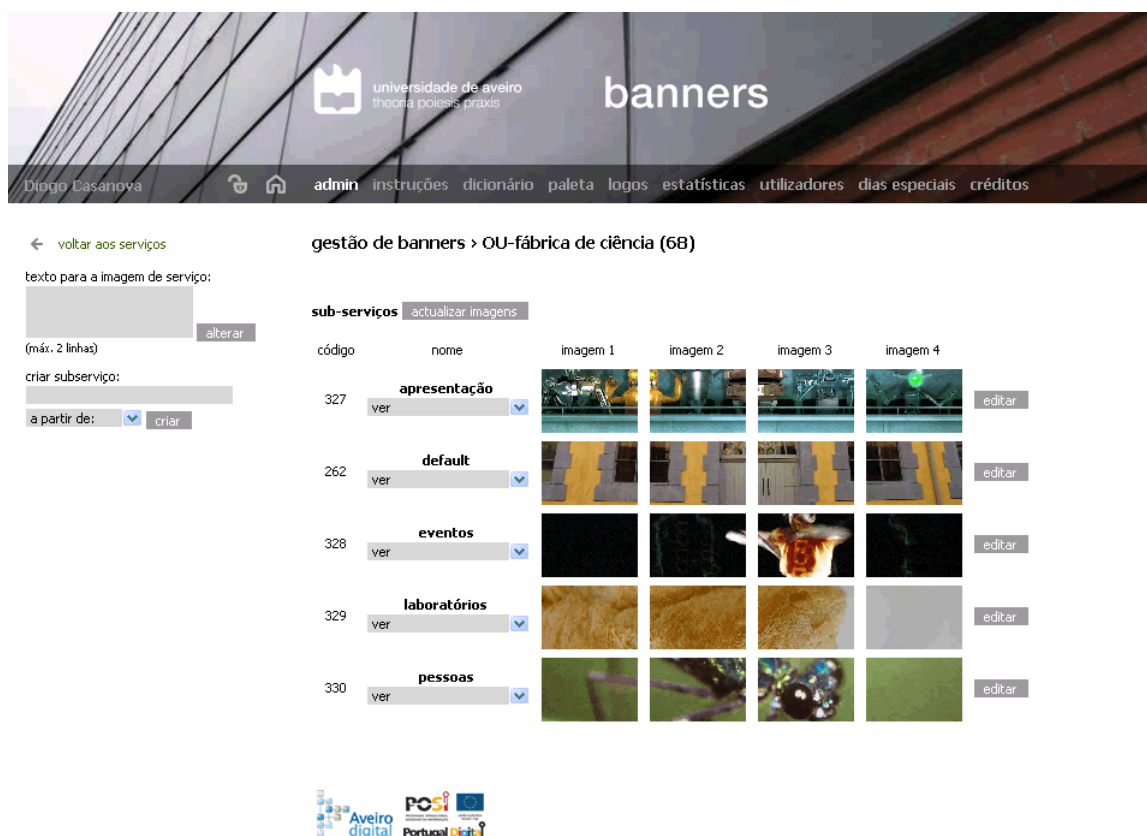 universidade de aveiro
theoria poiesis praxis
banners
Diogo Casanova
admin instruções dicionário paleta logos estatísticas utilizadores dias especiais créditos
voltar aos serviços
gestão de banners › OU-fábrica de ciência (68)
texto para a imagem de serviço:
alterar
(máx. 2 linhas)
criar subserviço:
a partir de: criar
sub-serviços actualizar imagens
código nome imagem 1 imagem 2 imagem 3 imagem 4
327 apresentação editar
ver
262 default editar
ver
328 eventos editar
ver
329 laboratórios editar
ver
330 pessoas editar
ver
Aveiro
digital
POSI
Portugal Digital